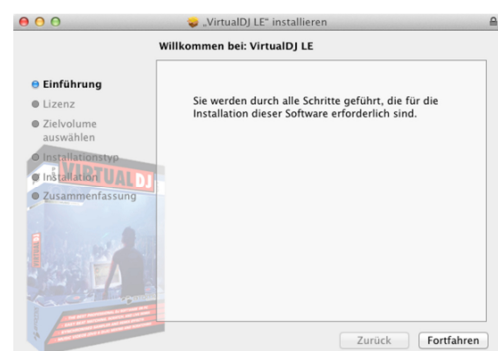 „VirtualDJ LE“ installieren
Willkommen bei: VirtualDJ LE
Einführung
Lizenz
Zielvolume
auswählen
Installationstyp
Installation
Zusammenfassung
Sie werden durch alle Schritte geführt, die für die
Installation dieser Software erforderlich sind.
VIRTUAL DJ
Zurück
Fortfahren